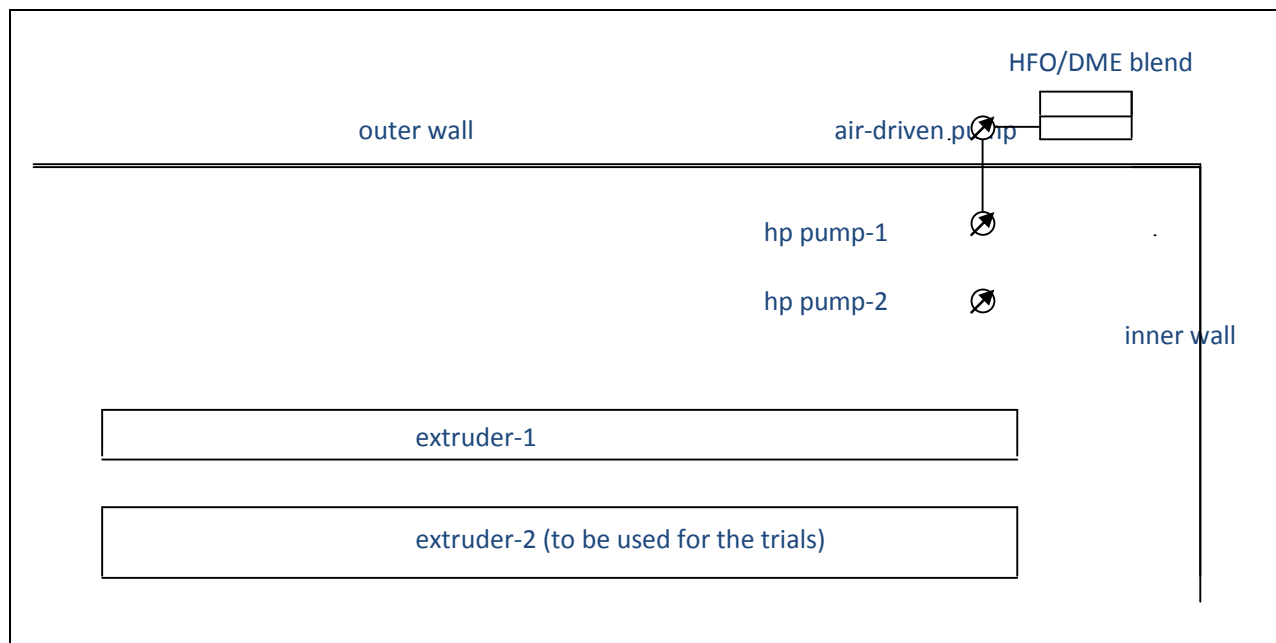 HFO/DME blend
outer wall
air-driven pump
hp pump-1
hp pump-2
inner wall
extruder-1
extruder-2 (to be used for the trials)